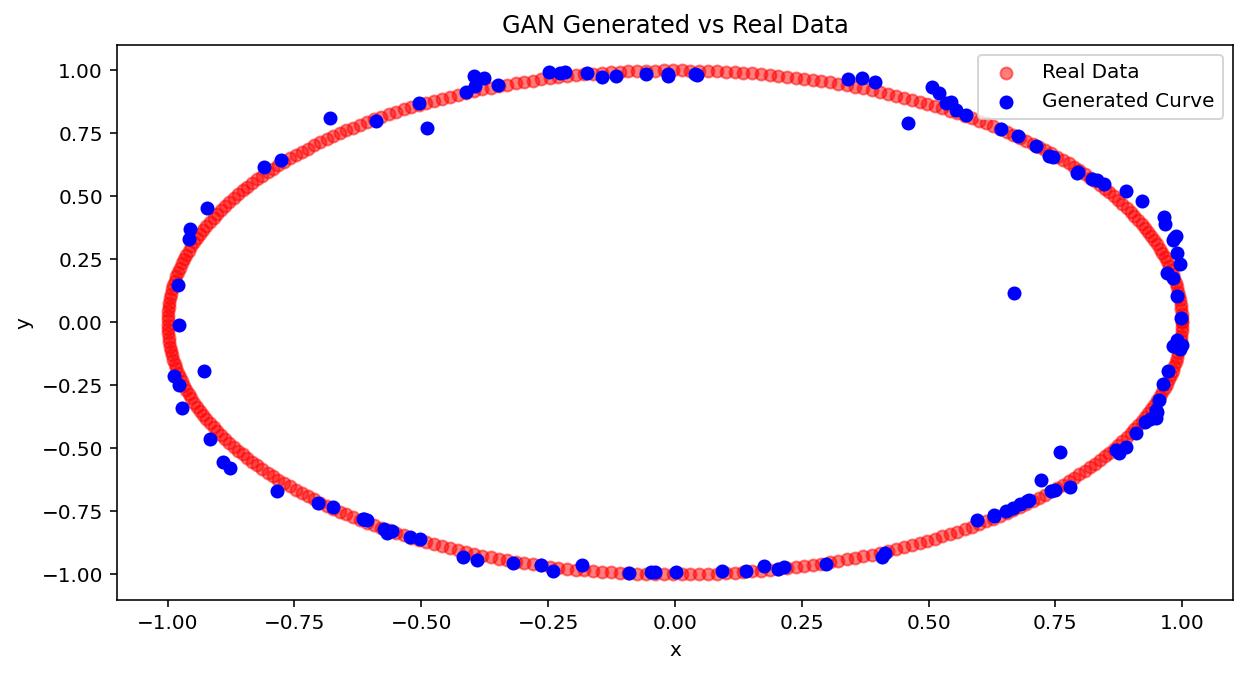 GAN Generated vs Real Data
Real Data
Generated Curve
1.00
0.75
0.50
0.25
0.00
−0.25
−0.50
−0.75
−1.00
y
−1.00 −0.75 −0.50 −0.25 0.00 0.25 0.50 0.75 1.00
x